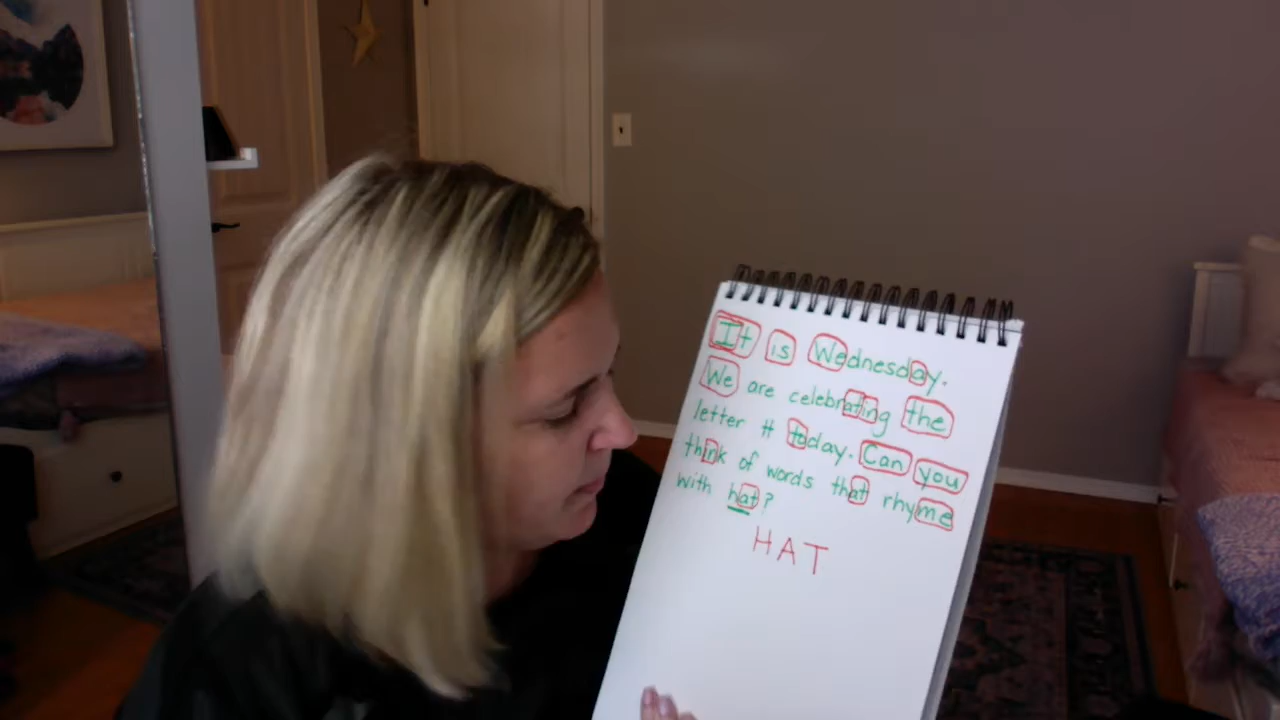 It is Wednesday.
We are celebrating the
letter H today. Can you
think of words that rhyme
with hat?
HAT